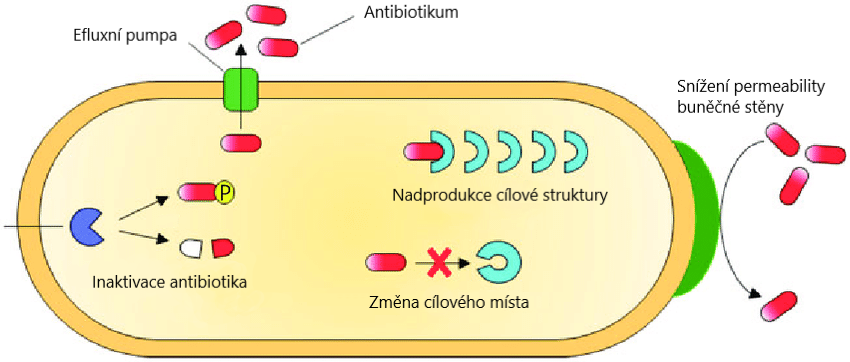 Antibiotikum
Efluxní pumpa
Snížení permeability
buněčné stěny
Nadprodukce cílové struktury
P
Inaktivace antibiotika
Změna cílového místa